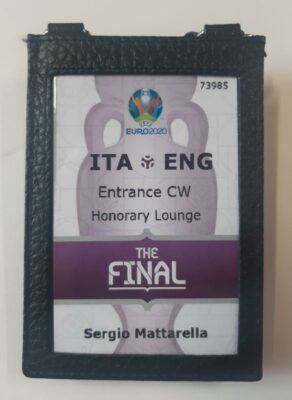 73985
UEFA
EURO2020
ITA ENG
Entrance CW
Honorary Lounge
THE
FINAL
Sergio Mattarella